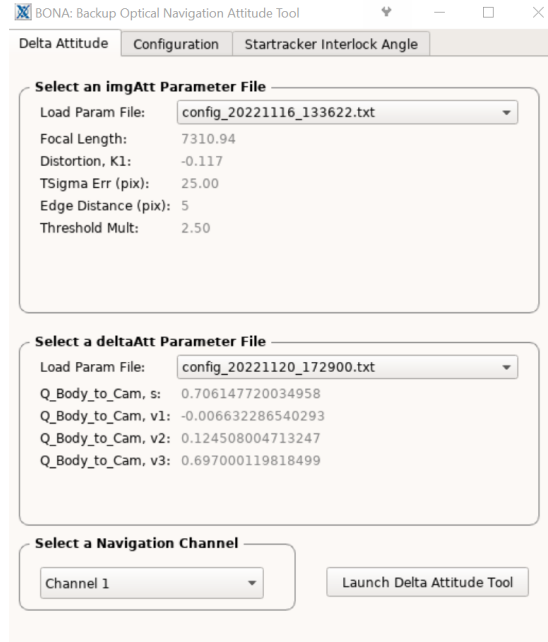 BONA: Backup Optical Navigation Attitude Tool
Delta Attitude Configuration Startracker Interlock Angle
Select an imgAtt Parameter File
Load Param File: config_20221116_133622.txt
Focal Length: 7310.94
Distortion, K1: -0.117
TSigma Err (pix): 25.00
Edge Distance (pix): 5
Threshold Mult: 2.50
Select a deltaAtt Parameter File
Load Param File: config_20221120_172900.txt
Q_Body_to_Cam, s: 0.706147720034958
Q_Body_to_Cam, v1: -0.006632286540293
Q_Body_to_Cam, v2: 0.124508004713247
Q_Body_to_Cam, v3: 0.697000119818499
Select a Navigation Channel
Channel 1 Launch Delta Attitude Tool